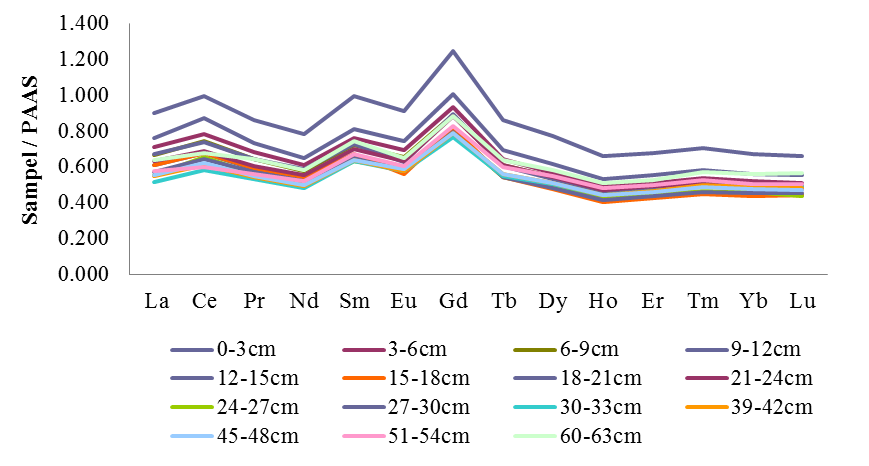 1.400
1.200
1.000
0.800
0.600
0.400
0.200
0.000
Sampel / PAAS
La Ce Pr Nd Sm Eu Gd Tb Dy Ho Er Tm Yb Lu
0-3cm 3-6cm 6-9cm 9-12cm
12-15cm 15-18cm 18-21cm 21-24cm
24-27cm 27-30cm 30-33cm 39-42cm
45-48cm 51-54cm 60-63cm